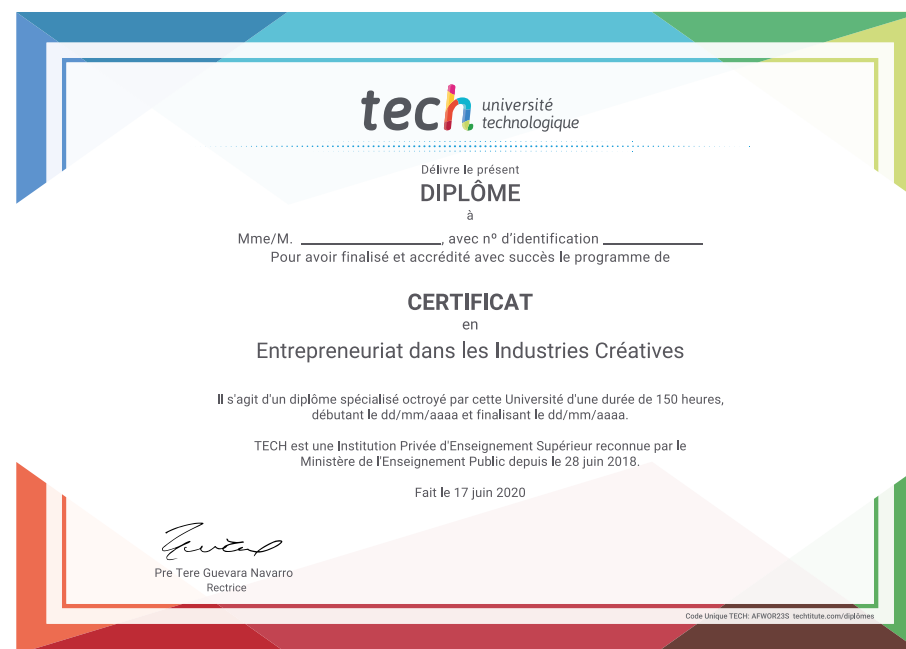 tech université
technologique
Délivre le présent
DIPLÔME
à
Mme/M. ____________________, avec nº d'identification ______________
Pour avoir finalisé et accrédité avec succès le programme de
CERTIFICAT
en
Entrepreneuriat dans les Industries Créatives
Il s'agit d'un diplôme spécialisé octroyé par cette Université d'une durée de 150 heures,
débutant le dd/mm/aaaa et finalisant le dd/mm/aaaa.
TECH est une Institution Privée d'Enseignement Supérieur reconnue par le
Ministère de l'Enseignement Public depuis le 28 juin 2018.
Fait le 17 juin 2020
Pre Tere Guevara Navarro
Rectrice
Code Unique TECH: AFWOR23S techtitute.com/diplômes